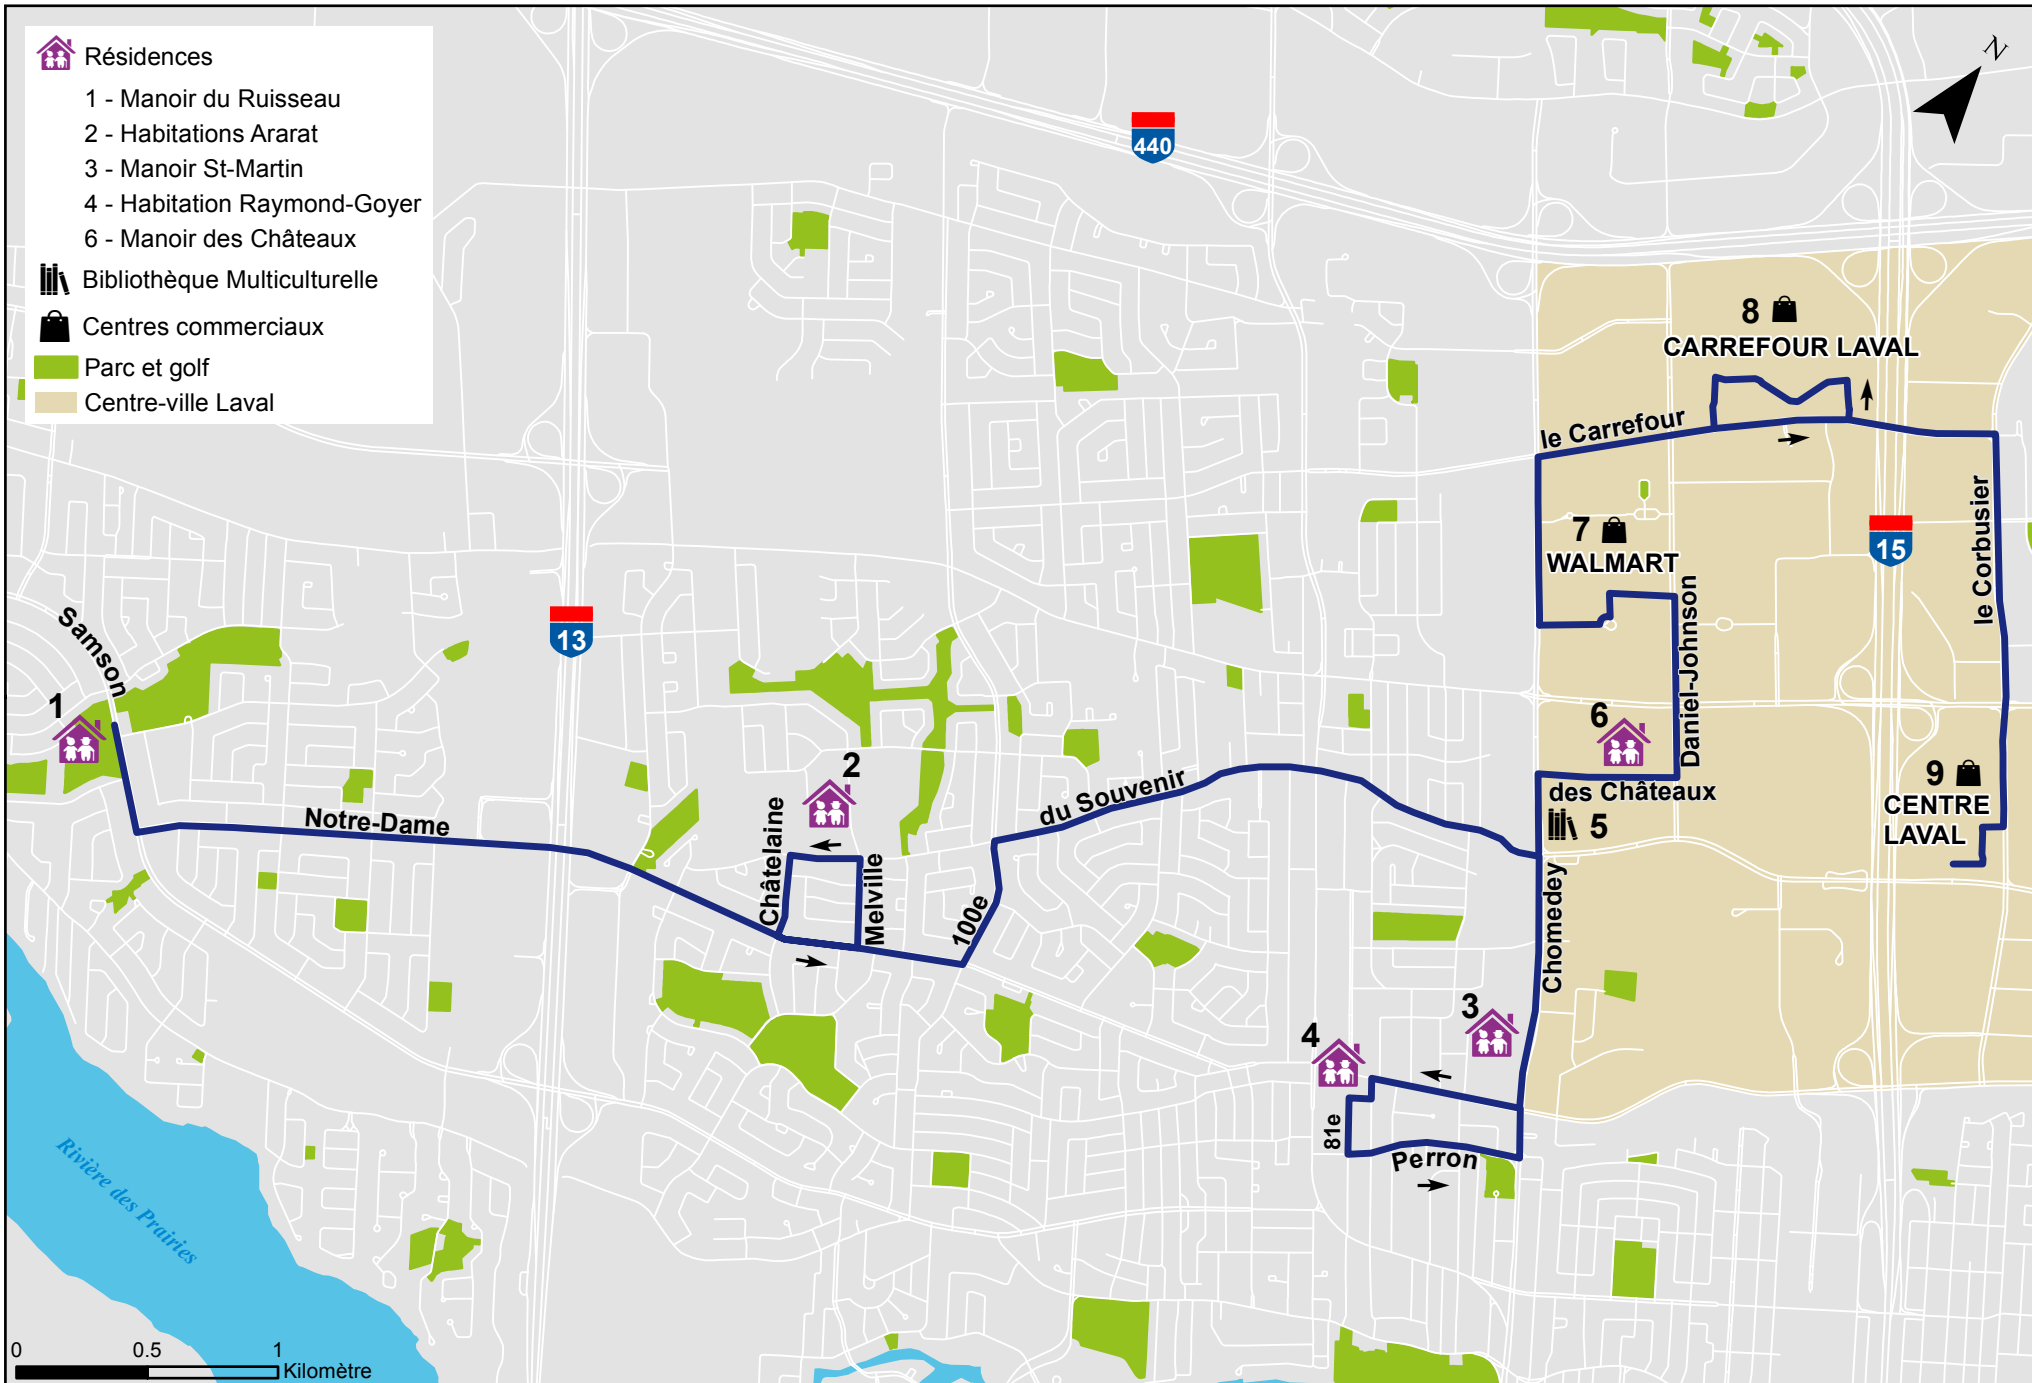 Résidences
1 - Manoir du Ruisseau
2 - Habitations Ararat
3 - Manoir St-Martin
4 - Habitation Raymond-Goyer
6 - Manoir des Châteaux
Bibliothèque Multiculturelle
Centres commerciaux
Parc et golf
Centre-ville Laval
N
440
8
CARREFOUR LAVAL
le Carrefour
7
WALMART
15
le Corbusier
Daniel-Johnson
13
Samson
1
6
des Châteaux
5
9
CENTRE
LAVAL
2
Notre-Dame
Châtelaine
Melville
100e
du Souvenir
Chomedey
3
4
81e
Perron
Rivière des Prairies
0
0.5
1
Kilomètre